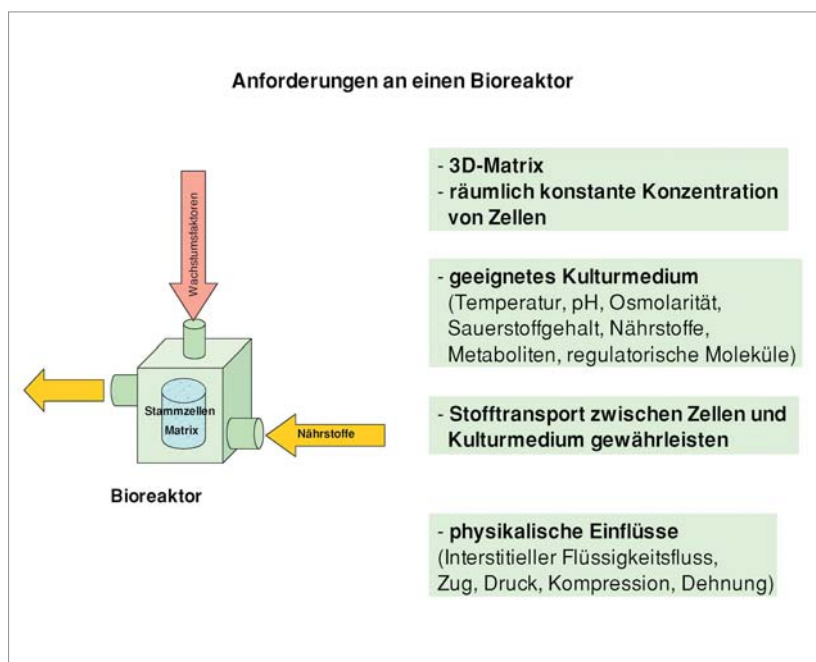 Anforderungen an einen Bioreaktor
Wachstumsfaktoren
Stammzellen
Matrix
Nährstoffe
Bioreaktor
- 3D-Matrix
- räumlich konstante Konzentration
von Zellen
- geeignetes Kulturmedium
(Temperatur, pH, Osmolarität,
Sauerstoffgehalt, Nährstoffe,
Metaboliten, regulatorische Moleküle)
- Stofftransport zwischen Zellen und
Kulturmedium gewährleisten
- physikalische Einflüsse
(Interstitieller Flüssigkeitsfluss,
Zug, Druck, Kompression, Dehnung)